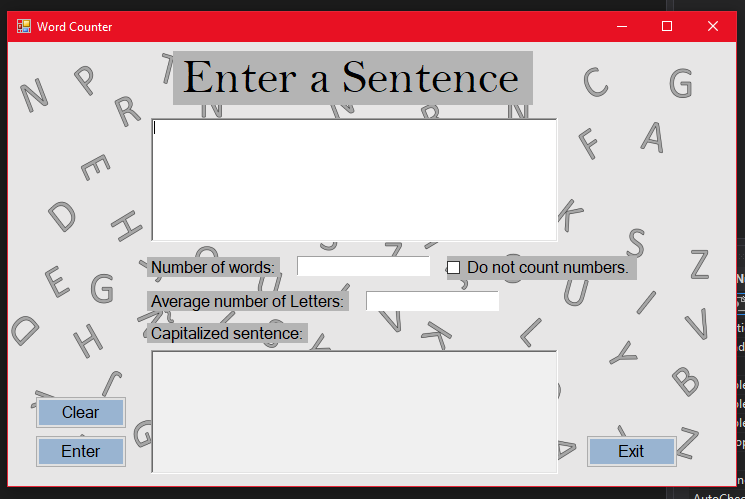 Word Counter
Enter a Sentence
Number of words:
Do not count numbers.
Average number of Letters:
Capitalized sentence:
Clear
Enter
Exit